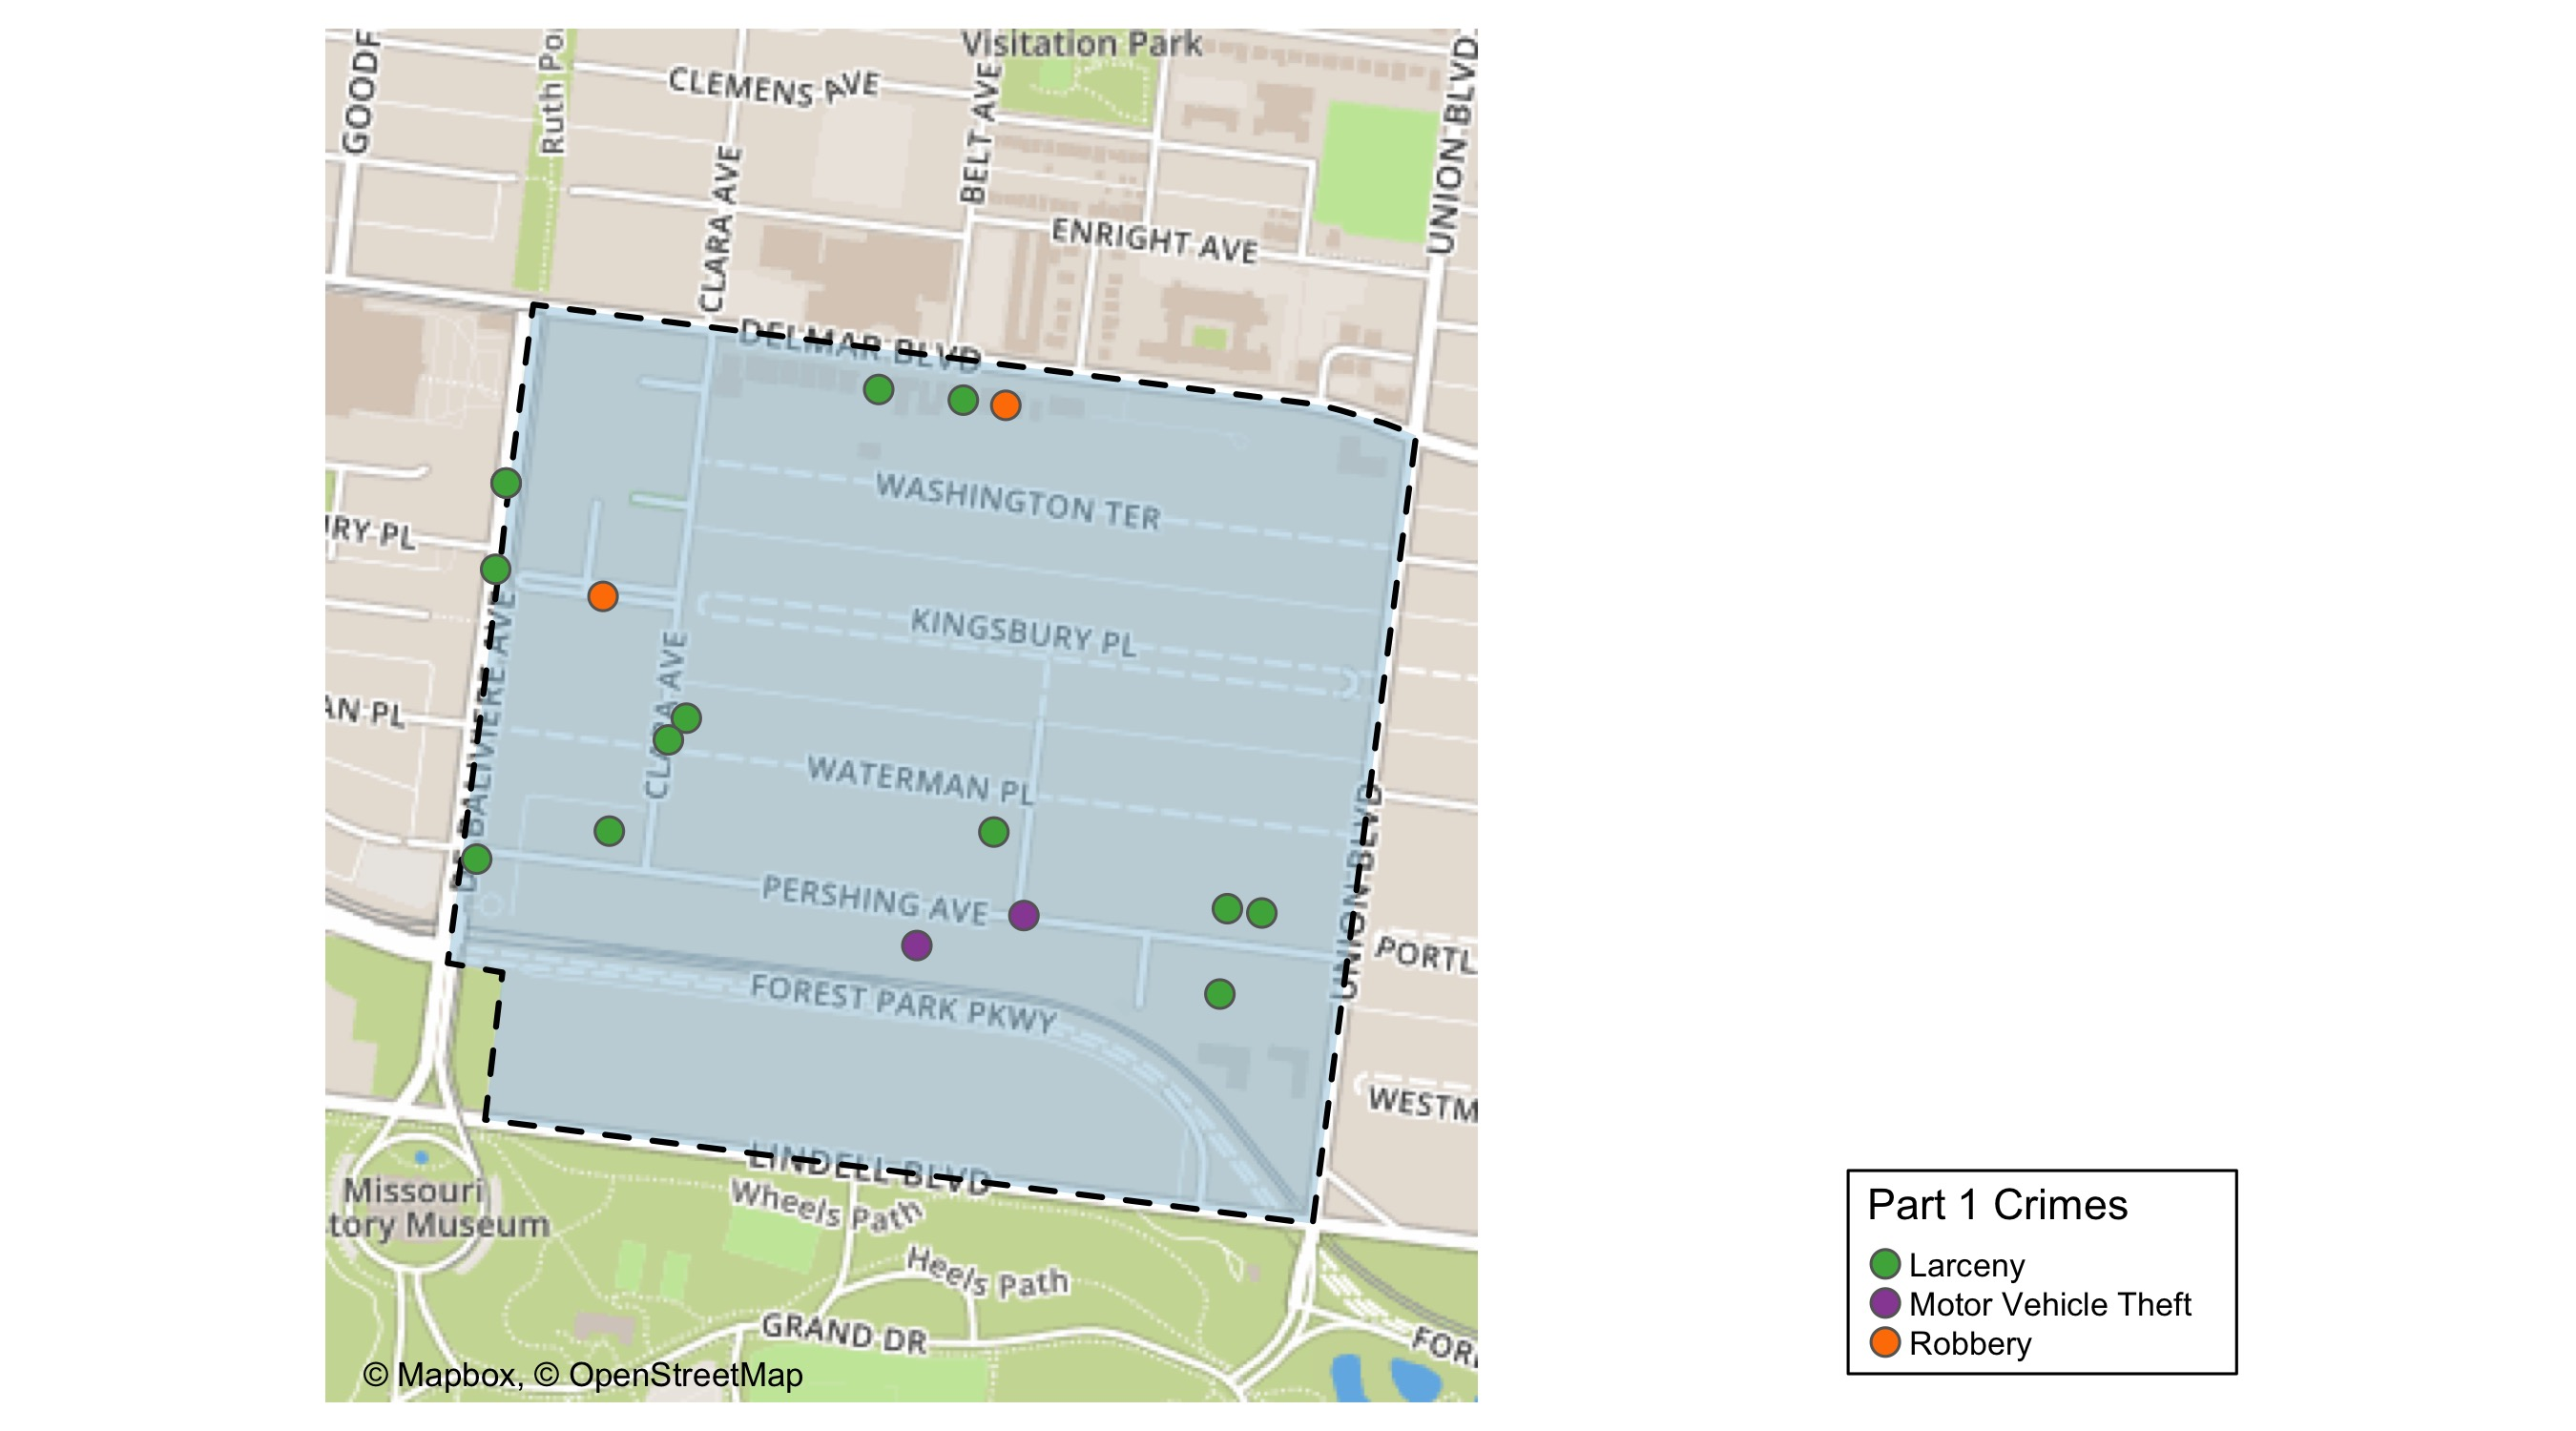 Visitation Park
GOODF
Ruth Po
CLEMENS AVE
BELT AVE
UNION BLVD
CLARA AVE
ENRIGHT AVE
DELMAR BLVD
WASHINGTON TER
RY PL
KINGSBURY PL
DEBALIVIERE AVE
CLARA AVE
AN PL
WATERMAN PL
UNION BLVD
PERSHING AVE
PORTL
FOREST PARK PKWY
WESTM
LINDELL BLVD
Wheels Path
Missouri
tory Museum
Heels Path
GRAND DR
FOR
© Mapbox, © OpenStreetMap
Part 1 Crimes
Larceny
Motor Vehicle Theft
Robbery